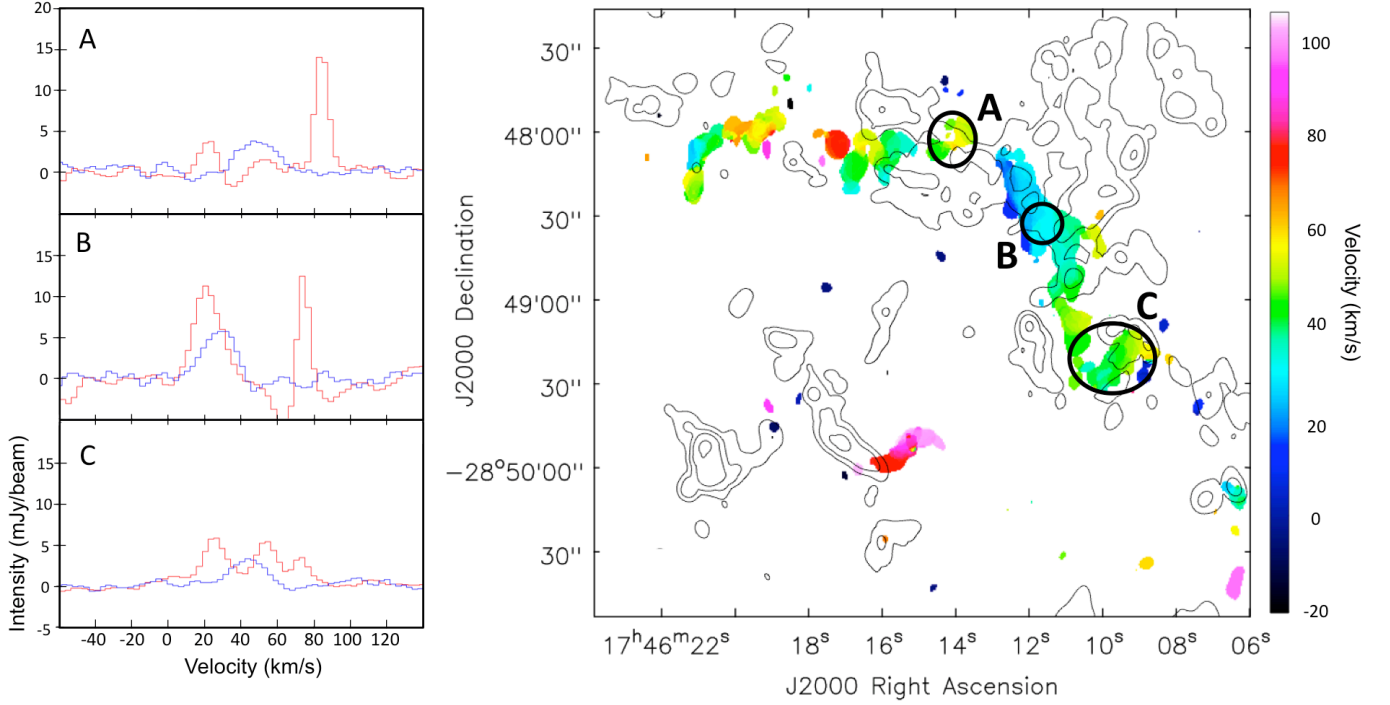 A
20
15
10
5
0
B
15
10
5
0
C
15
10
5
0
-5
-40 -20 0 20 40 60 80 100 120
Velocity (km/s)
Intensity (mJy/beam)
A
B
C
30''
48'00''
30''
49'00''
30''
−28°50'00''
30''
J2000 Declination
17ʰ46ᵐ22ˢ 18ˢ 16ˢ 14ˢ 12ˢ 10ˢ 08ˢ 06ˢ
J2000 Right Ascension
100
80
60
40
20
0
-20
Velocity (km/s)